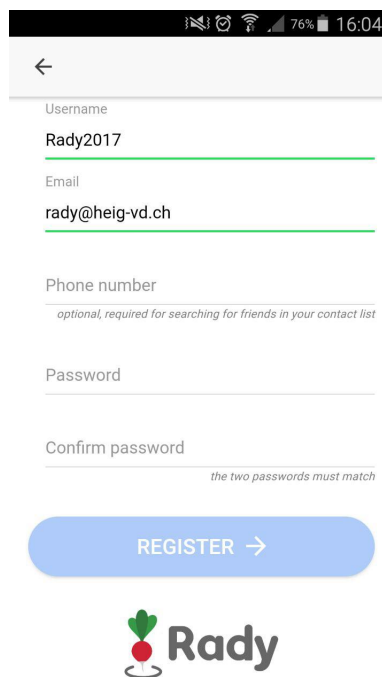 76% 16:04
Username
Rady2017
Email
rady@heig-vd.ch
Phone number
optional, required for searching for friends in your contact list
Password
Confirm password
the two passwords must match
REGISTER →
Rady